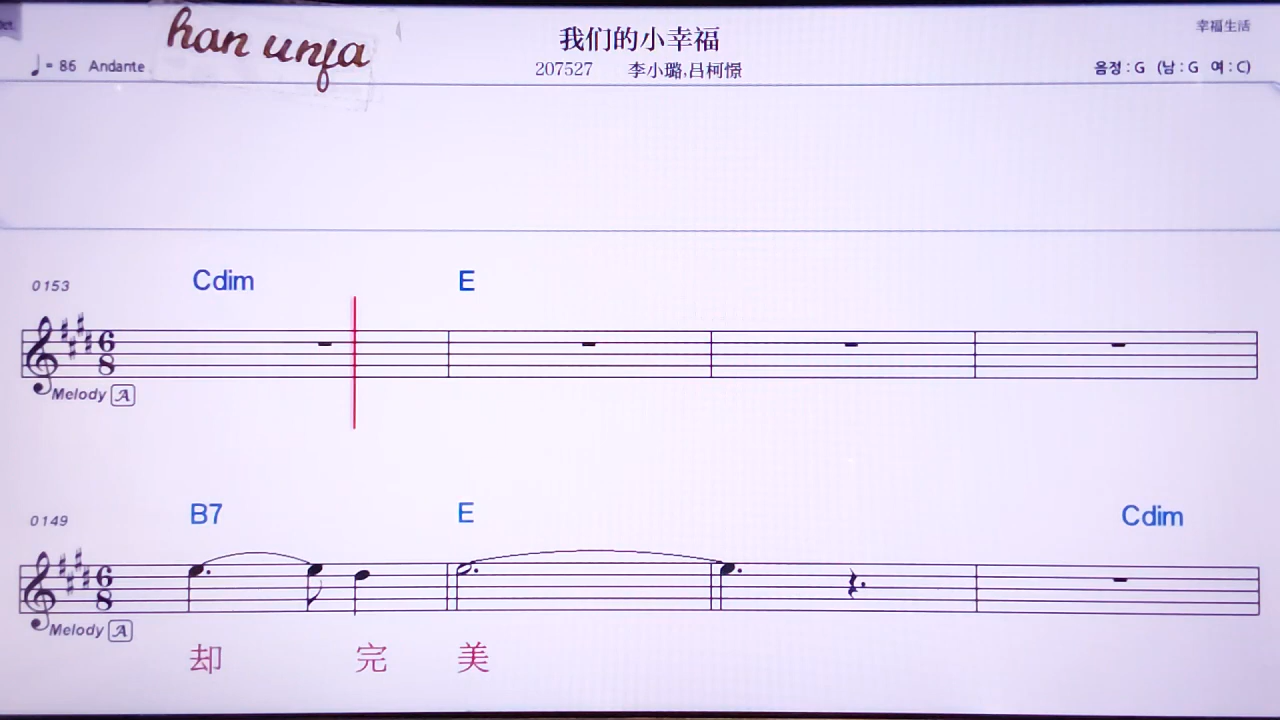 han unfa
我们的小幸福
幸福生活
♩= 86 Andante
207527 李小璐,吕柯憬
음정 : G (남 : G 여 : C)
Cdim E
0153
6
8
Melody A
B7 E Cdim
0149
6
8
Melody A
却 完 美